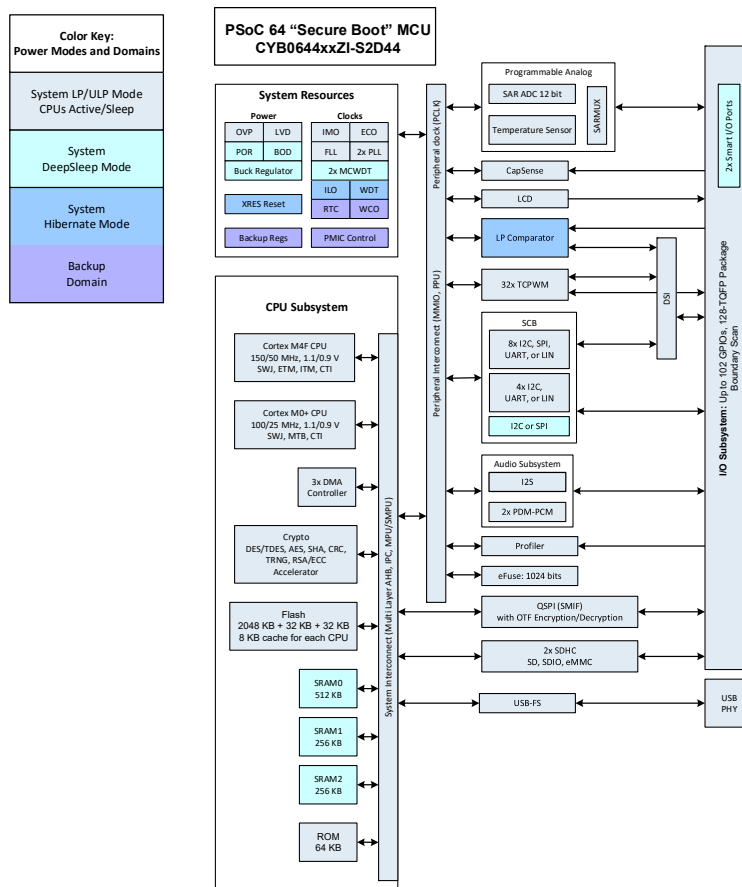 Color Key:
Power Modes and Domains
System LP/ULP Mode
CPUs Active/Sleep
System
DeepSleep Mode
System
Hibernate Mode
Backup
Domain
PSoC 64 “Secure Boot” MCU
CYB0644xxZI-S2D44
System Resources
Power
Clocks
OVP
LVD
IMO
ECO
POR
BOD
FLL
2x PLL
Buck Regulator
2x MCWDT
XRES Reset
ILO
WDT
RTC
WCO
Backup Regs
PMIC Control
CPU Subsystem
Cortex M4F CPU
150/50 MHz, 1.1/0.9 V
SWJ, ETM, ITM, CTI
Cortex M0+ CPU
100/25 MHz, 1.1/0.9 V
SWJ, MTB, CTI
3x DMA
Controller
Crypto
DES/TDES, AES, SHA, CRC,
TRNG, RSA/ECC
Accelerator
Flash
2048 KB + 32 KB + 32 KB
8 KB cache for each CPU
SRAM0
512 KB
SRAM1
256 KB
SRAM2
256 KB
ROM
64 KB
System Interconnect (Multi Layer AHB, IPC, MPU/SMPU)
Peripheral Interconnect (MMIO, PPU)
Peripheral clock (PCLK)
Programmable Analog
SAR ADC 12 bit
Temperature Sensor
SARMUX
CapSense
LCD
LP Comparator
32x TCPWM
DSI
SCB
8x I2C, SPI,
UART, or LIN
4x I2C,
UART, or LIN
I2C or SPI
Audio Subsystem
I2S
2x PDM-PCM
Profiler
eFuse: 1024 bits
QSPI (SMIF)
with OTF Encryption/Decryption
2x SDHC
SD, SDIO, eMMC
USB-FS
2x Smart I/O Ports
I/O Subsystem: Up to 102 GPIOs, 128-TQFP Package
Boundary Scan
USB
PHY